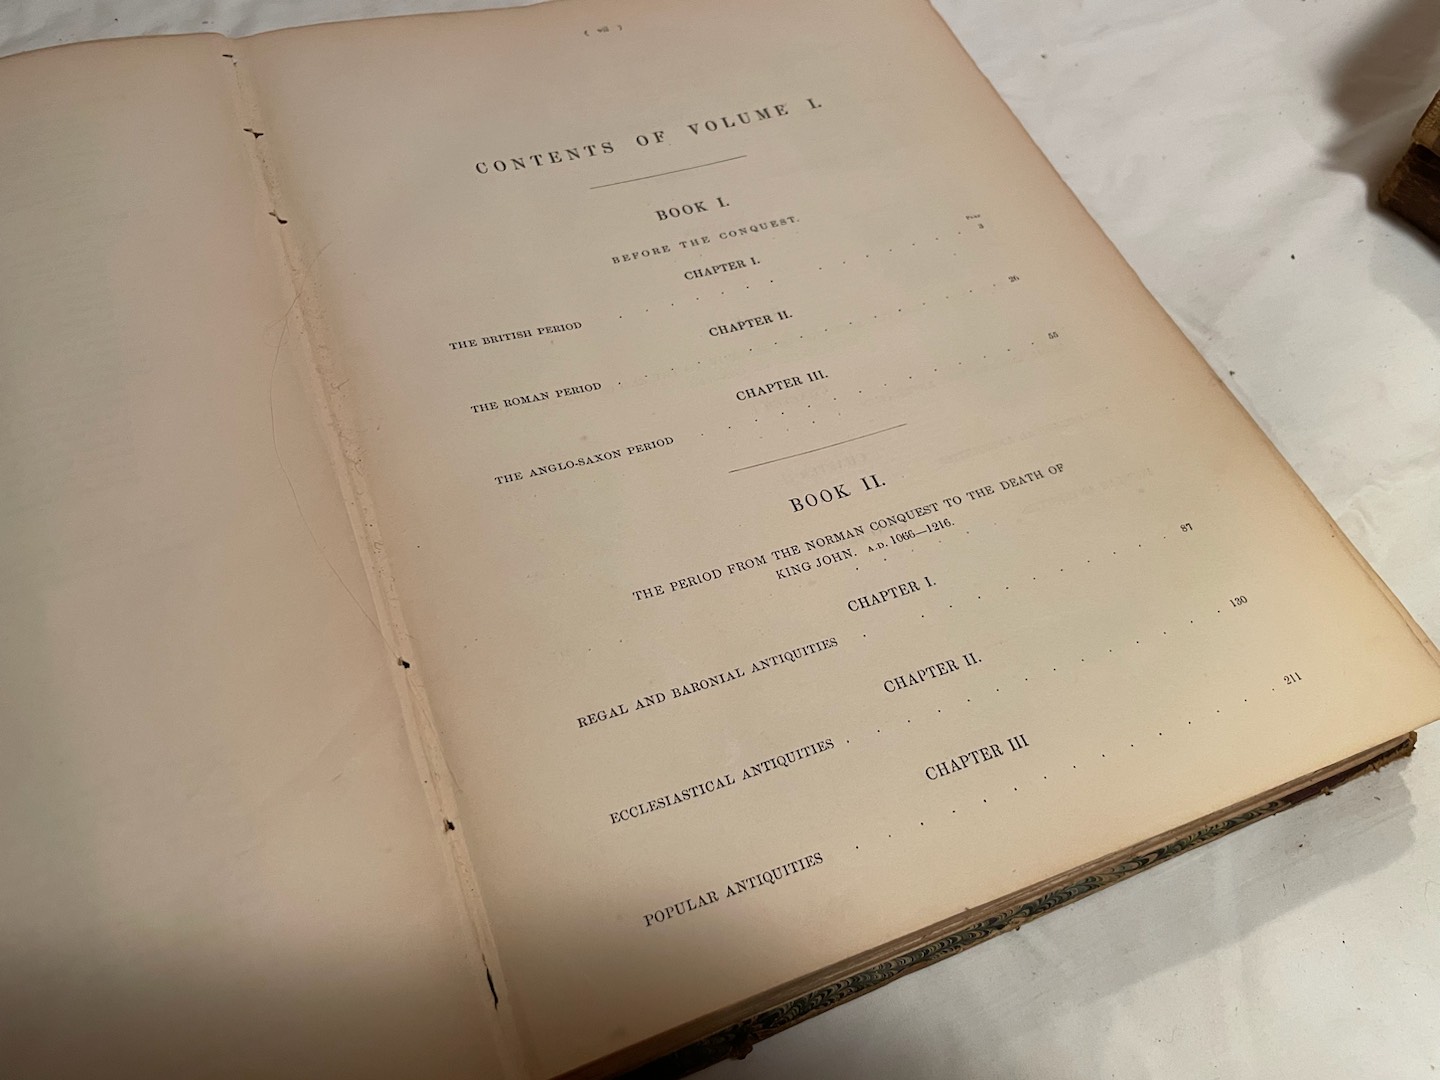 ( vii )
CONTENTS OF VOLUME I.
BOOK I.
BEFORE THE CONQUEST.
CHAPTER I.
PAGE
THE BRITISH PERIOD . . . . . . . . . . . . . 3
CHAPTER II.
THE ROMAN PERIOD . . . . . . . . . . . . . 26
CHAPTER III.
THE ANGLO-SAXON PERIOD . . . . . . . . . . . . 55
BOOK II.
THE PERIOD FROM THE NORMAN CONQUEST TO THE DEATH OF
KING JOHN. A.D. 1066—1216.
CHAPTER I.
REGAL AND BARONIAL ANTIQUITIES . . . . . . . . . . . 87
CHAPTER II.
ECCLESIASTICAL ANTIQUITIES . . . . . . . . . . . . . 130
CHAPTER III
POPULAR ANTIQUITIES . . . . . . . . . . . . . 211